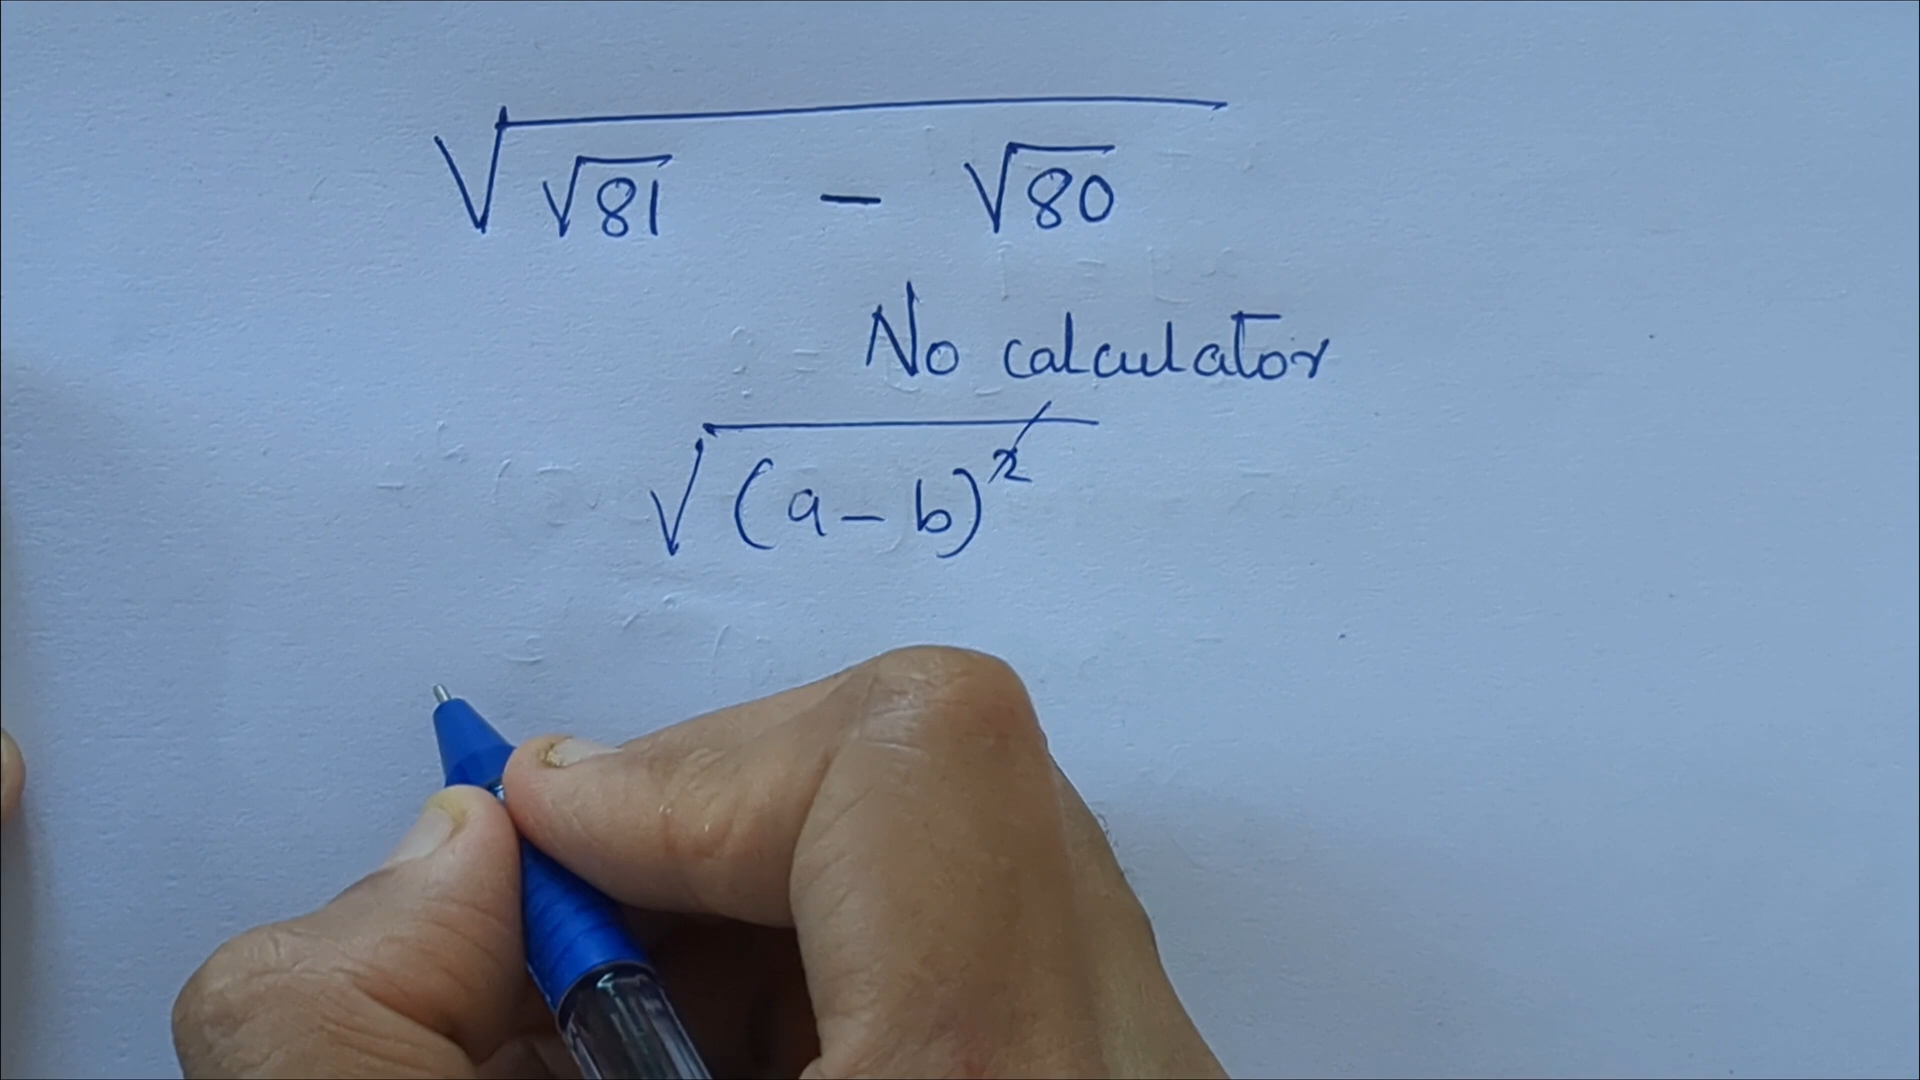 √(√81 - √80)
No calculator
√(a - b)²